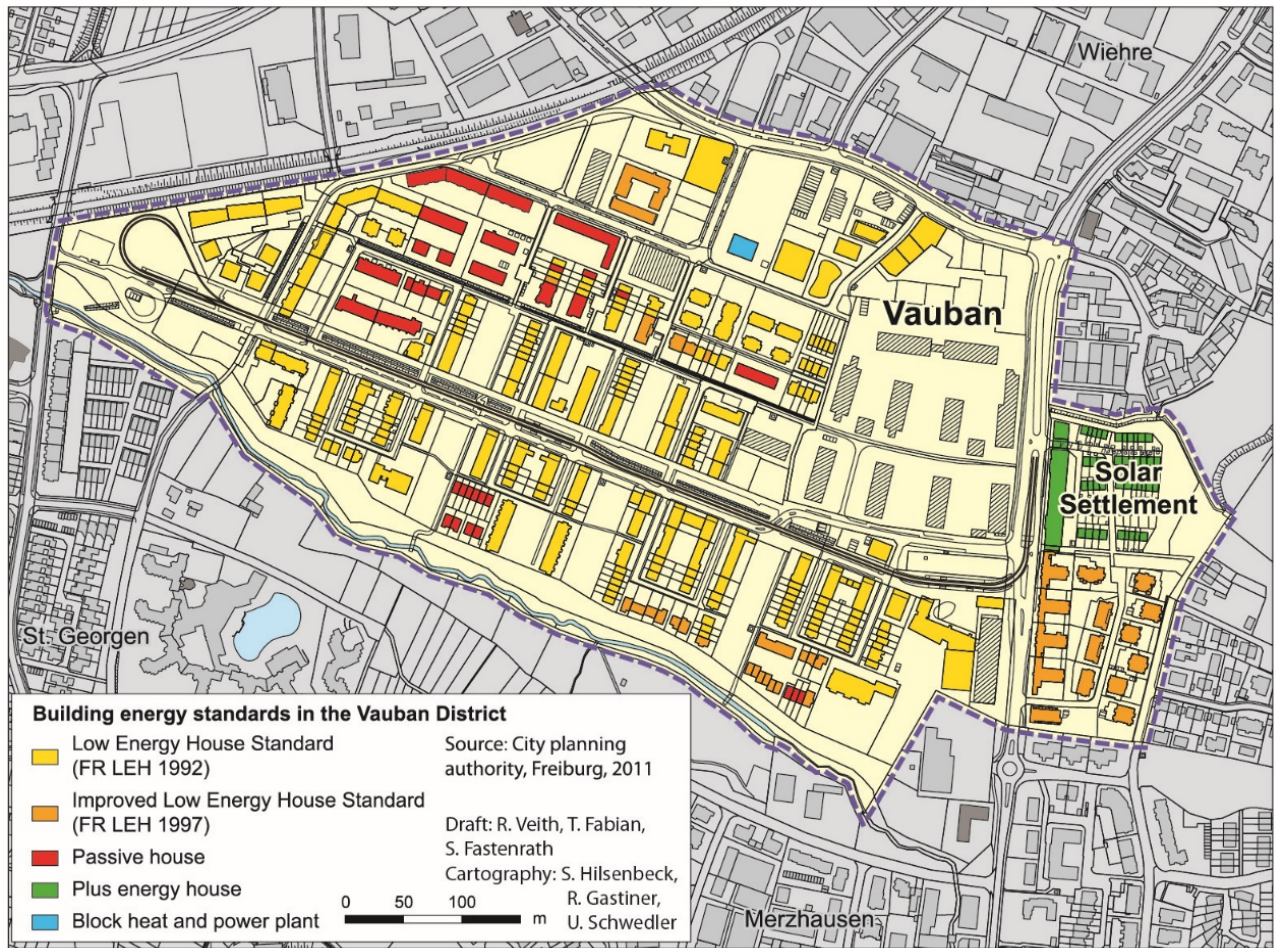 Wiehre
Vauban
Solar
Settlement
St. Georgen
Merzhausen
Building energy standards in the Vauban District
Low Energy House Standard
(FR LEH 1992)
Improved Low Energy House Standard
(FR LEH 1997)
Passive house
Plus energy house
Block heat and power plant
Source: City planning
authority, Freiburg, 2011
Draft: R. Veith, T. Fabian,
S. Fastenrath
Cartography: S. Hilsenbeck,
R. Gastiner,
U. Schwedler
0 50 100 m